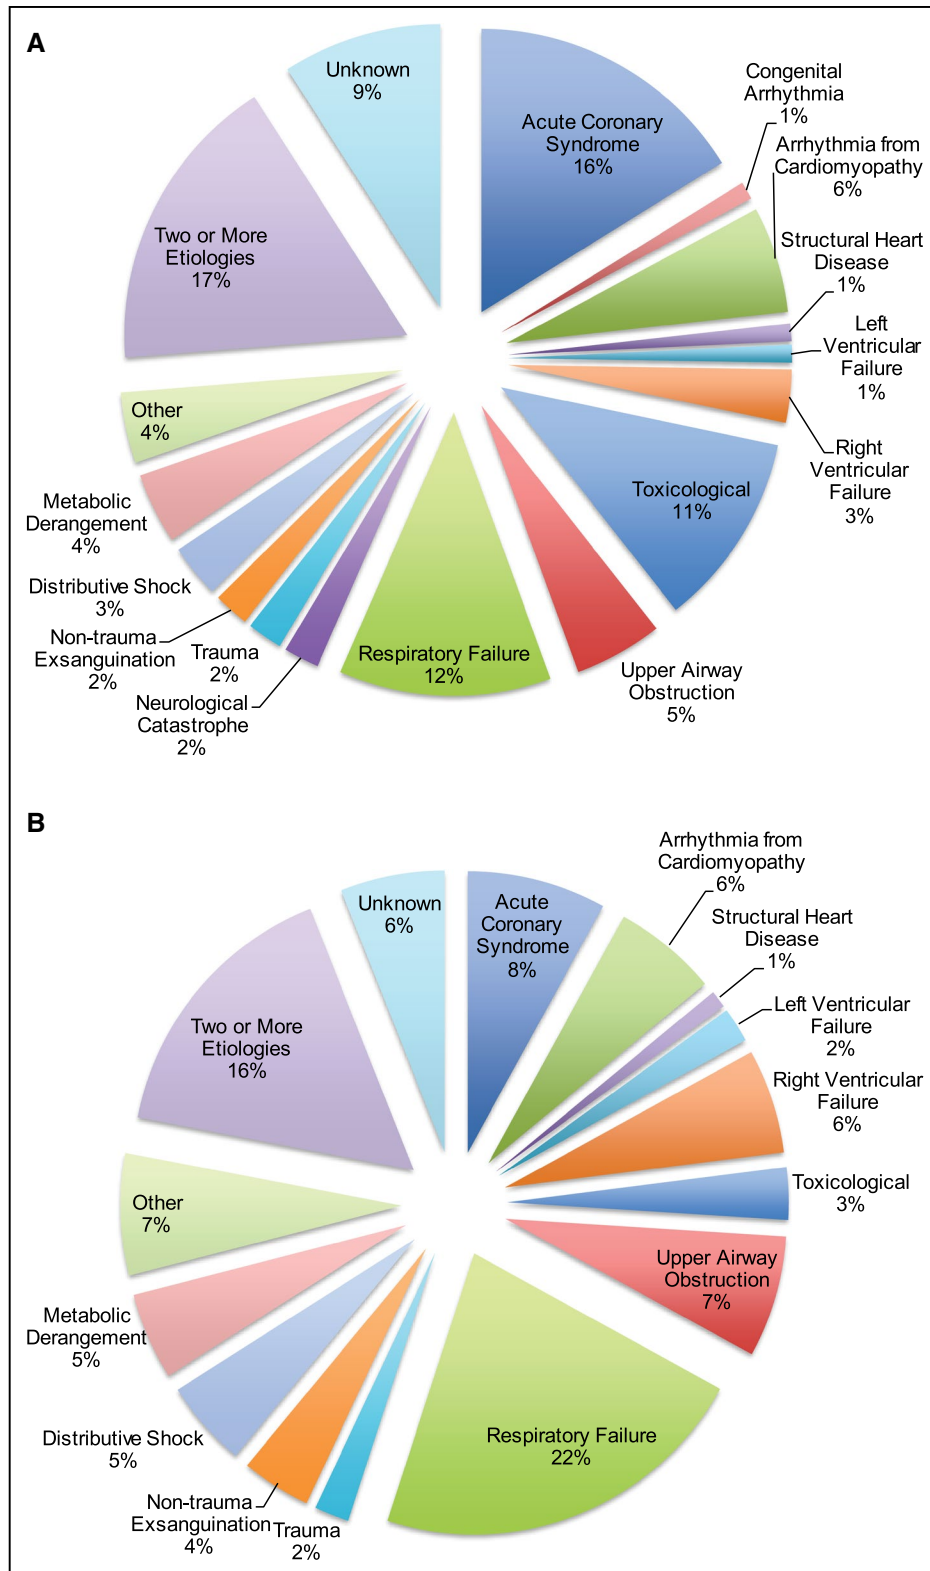 A
Unknown
9%
Acute Coronary
Syndrome
16%
Congenital
Arrhythmia
1%
Arrhythmia from
Cardiomyopathy
6%
Structural Heart
Disease
1%
Left
Ventricular
Failure
1%
Right
Ventricular
Failure
3%
Toxicological
11%
Upper Airway
Obstruction
5%
Respiratory Failure
12%
Neurological
Catastrophe
2%
Trauma
2%
Non-trauma
Exsanguination
2%
Distributive Shock
3%
Metabolic
Derangement
4%
Other
4%
Two or More
Etiologies
17%
B
Unknown
6%
Acute
Coronary
Syndrome
8%
Arrhythmia from
Cardiomyopathy
6%
Structural Heart
Disease
1%
Left Ventricular
Failure
2%
Right Ventricular
Failure
6%
Toxicological
3%
Upper Airway
Obstruction
7%
Respiratory Failure
22%
Trauma
2%
Non-trauma
Exsanguination
4%
Distributive Shock
5%
Metabolic
Derangement
5%
Other
7%
Two or More
Etiologies
16%